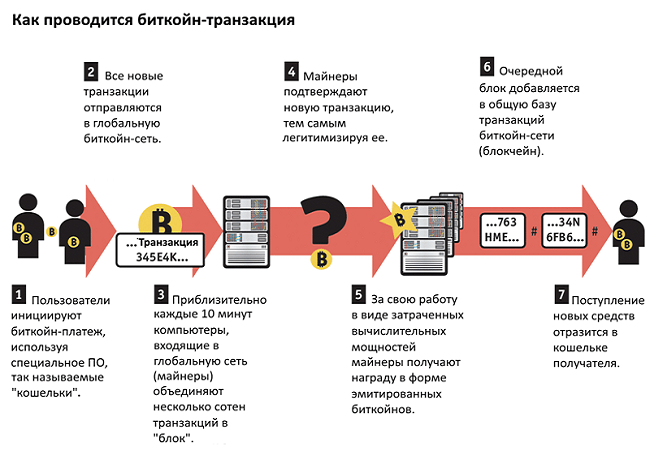 Как проводится биткойн-транзакция
1 Пользователи
инициируют
биткойн-платеж,
используя
специальное ПО,
так называемые
"кошельки".
2 Все новые
транзакции
отправляются
в глобальную
биткойн-сеть.
3 Приблизительно
каждые 10 минут
компьютеры,
входящие в
глобальную сеть
(майнеры)
объединяют
несколько сотен
транзакций в
"блок".
4 Майнеры
подтверждают
новую транзакцию,
тем самым
легитимизируя ее.
5 За свою работу
в виде затраченных
вычислительных
мощностей
майнеры получают
награду в форме
эмитированных
биткойнов.
6 Очередной
блок добавляется
в общую базу
транзакций
биткойн-сети
(блокчейн).
7 Поступление
новых средств
отразится в
кошельке
получателя.
B B B B
B
...Транзакция
345E4K...
?
B
B
...763
HME...
#
...34N
6FB6...
#
B